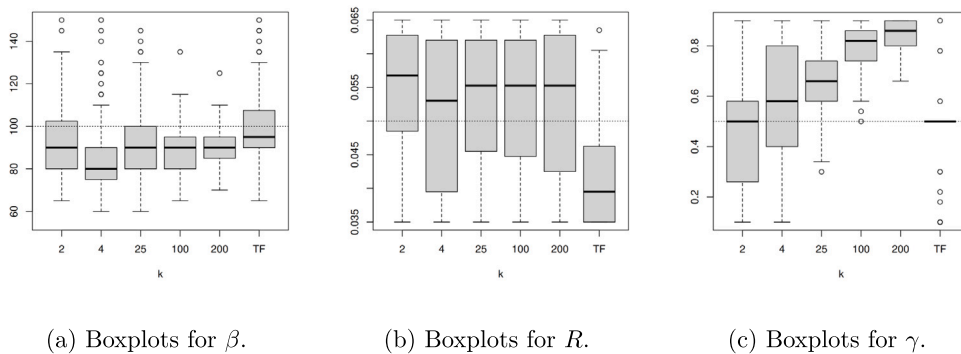 140
120
100
80
60
2 4 25 100 200 TF
k
0.065
0.055
0.045
0.035
2 4 25 100 200 TF
k
0.8
0.6
0.4
0.2
2 4 25 100 200 TF
k
(a) Boxplots for β.
(b) Boxplots for R.
(c) Boxplots for γ.